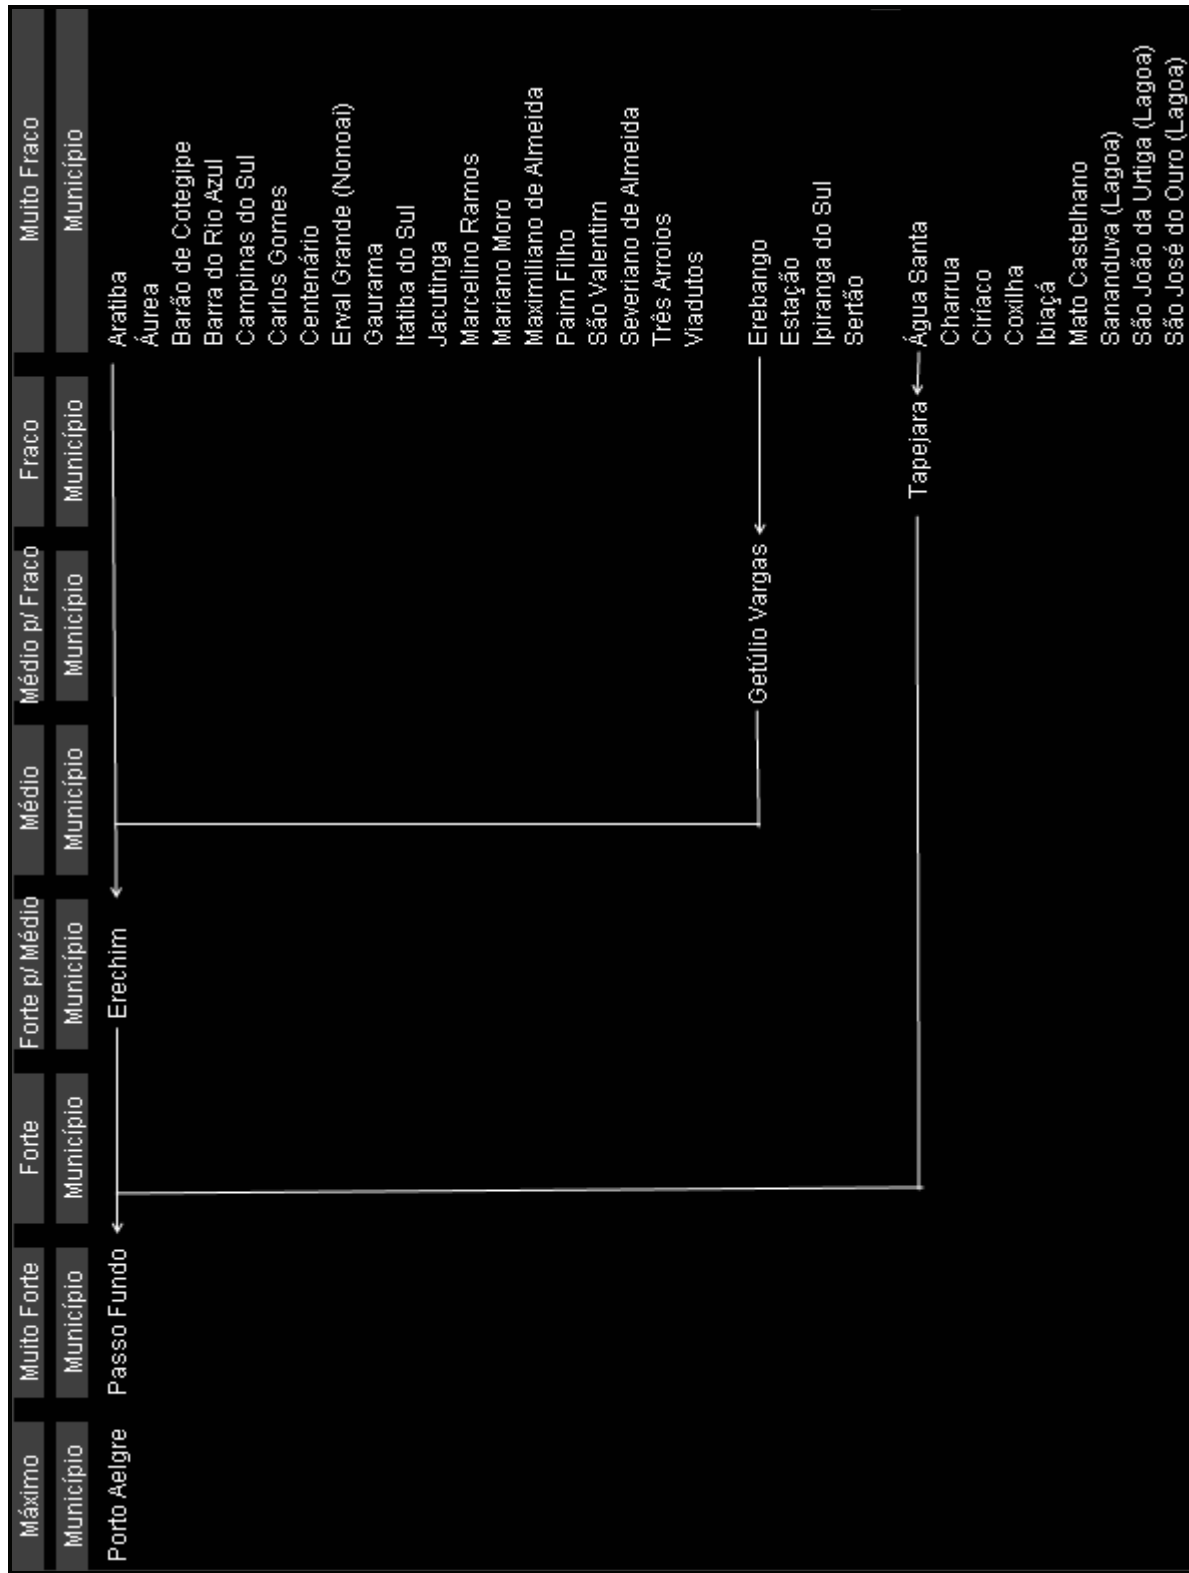 Máximo
Muito Forte
Forte
Forte p/ Médio
Médio
Médio p/ Fraco
Fraco
Muito Fraco
Município
Município
Município
Município
Município
Município
Município
Município
Porto Aelgre
Passo Fundo
Erechim
Aratiba
Áurea
Barão de Cotegipe
Barra do Rio Azul
Campinas do Sul
Carlos Gomes
Centenário
Erval Grande (Nonoai)
Gaurama
Itatiba do Sul
Jacutinga
Marcelino Ramos
Mariano Moro
Maximiliano de Almeida
Paim Filho
São Valentim
Severiano de Almeida
Três Arroios
Viadutos
Getúlio Vargas
Erebango
Estação
Ipiranga do Sul
Sertão
Tapejara
Água Santa
Charrua
Ciríaco
Coxilha
Ibiaçá
Mato Castelhano
Sananduva (Lagoa)
São João da Urtiga (Lagoa)
São José do Ouro (Lagoa)